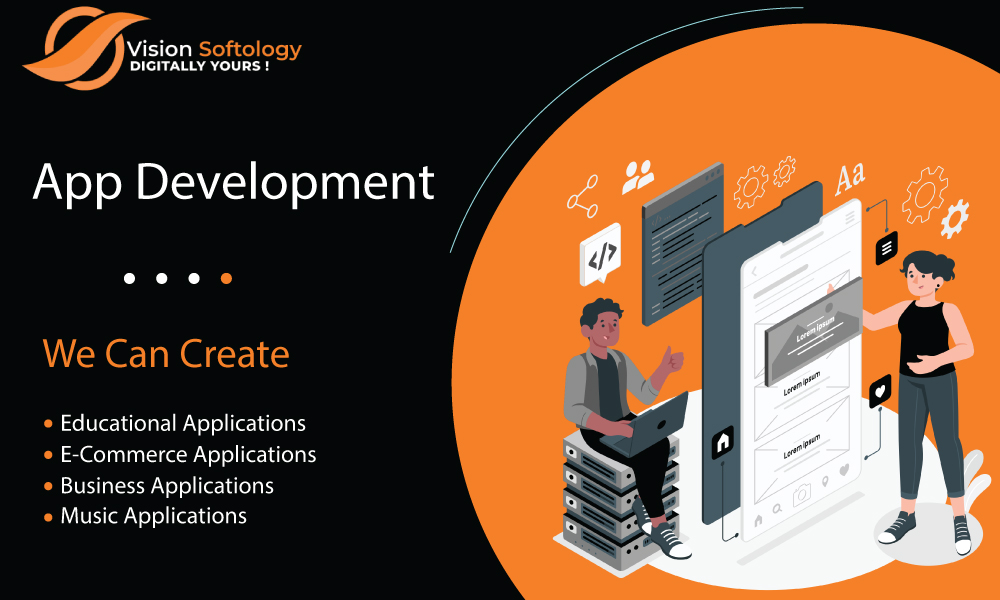 Vision Softology
DIGITALLY YOURS !
App Development
We Can Create
• Educational Applications
• E-Commerce Applications
• Business Applications
• Music Applications
Aa
</>
Lorem Ipsum
Lorem Ipsum
Lorem Ipsum